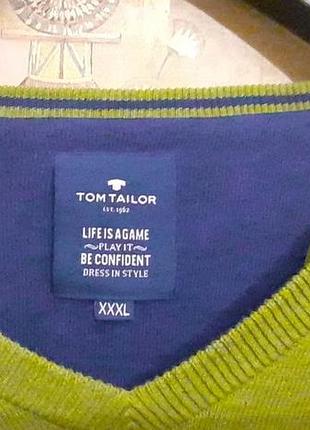 TOM TAILOR
EST. 1962
LIFE IS A GAME
PLAY IT
BE CONFIDENT
DRESS IN STYLE
XXXL